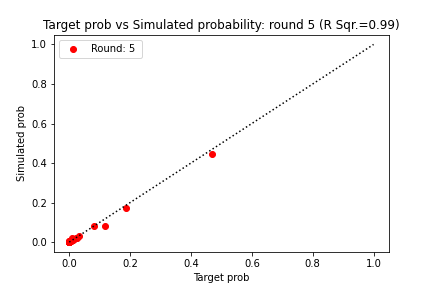 Target prob vs Simulated probability: round 5 (R Sqr.=0.99)
Round: 5
Simulated prob
1.0
0.8
0.6
0.4
0.2
0.0
0.0 0.2 0.4 0.6 0.8 1.0
Target prob